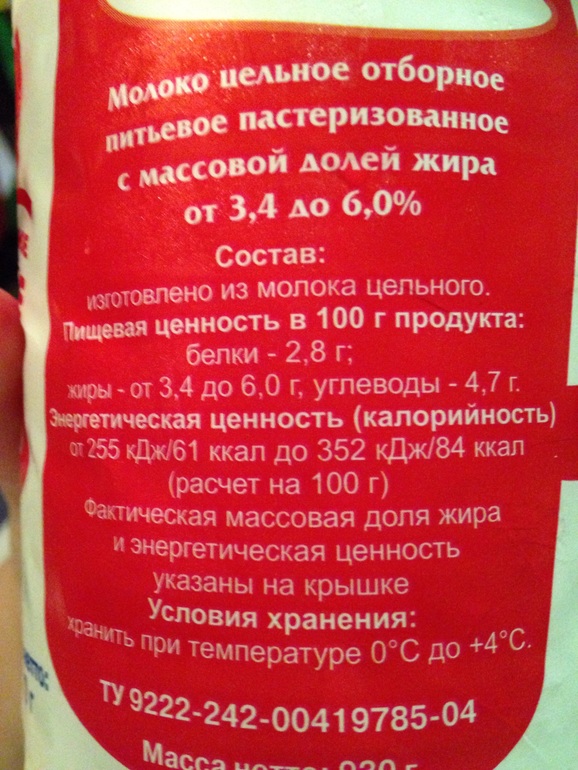 Молоко цельное отборное
питьевое пастеризованное
с массовой долей жира
от 3,4 до 6,0%
Состав:
изготовлено из молока цельного.
Пищевая ценность в 100 г продукта:
белки - 2,8 г;
жиры - от 3,4 до 6,0 г, углеводы - 4,7 г.
Энергетическая ценность (калорийность)
от 255 кДж/61 ккал до 352 кДж/84 ккал
(расчет на 100 г)
Фактическая массовая доля жира
и энергетическая ценность
указаны на крышке
Условия хранения:
хранить при температуре 0°С до +4°С.
ТУ 9222-242-00419785-04
Масса нетто: 930 г